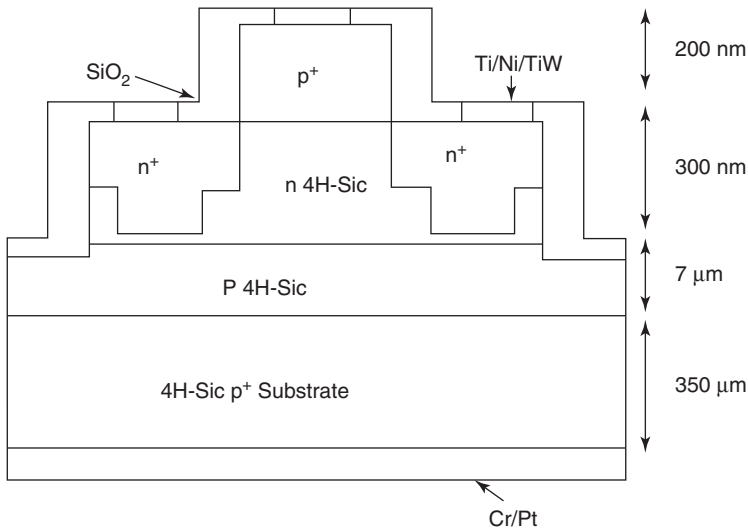 200 nm
SiO₂
p⁺
Ti/Ni/TiW
n⁺
n⁺
300 nm
n 4H-Sic
P 4H-Sic
7 μm
4H-Sic p⁺ Substrate
350 μm
Cr/Pt